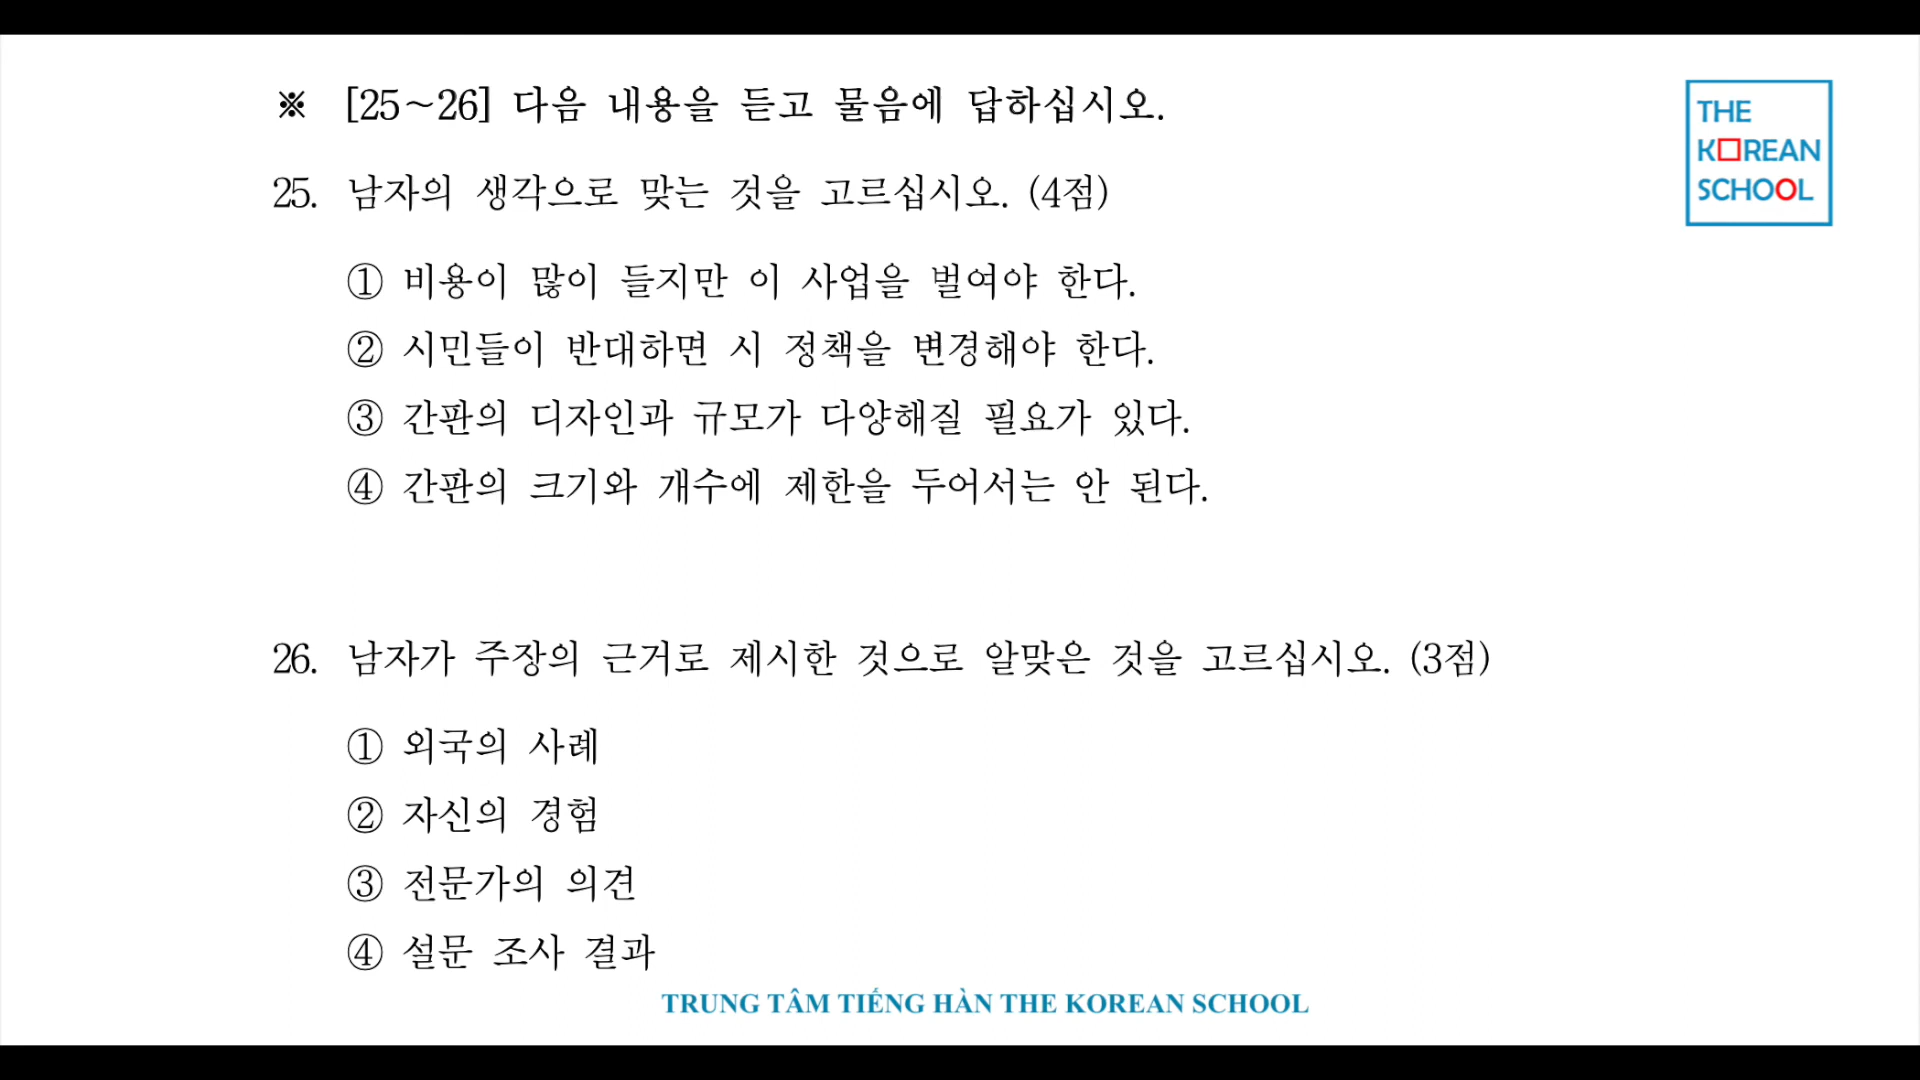 ※ [25～26] 다음 내용을 듣고 물음에 답하십시오.
THE
KOREAN
SCHOOL
25. 남자의 생각으로 맞는 것을 고르십시오. (4점)
① 비용이 많이 들지만 이 사업을 벌여야 한다.
② 시민들이 반대하면 시 정책을 변경해야 한다.
③ 간판의 디자인과 규모가 다양해질 필요가 있다.
④ 간판의 크기와 개수에 제한을 두어서는 안 된다.
26. 남자가 주장의 근거로 제시한 것으로 알맞은 것을 고르십시오. (3점)
① 외국의 사례
② 자신의 경험
③ 전문가의 의견
④ 설문 조사 결과
TRUNG TÂM TIẾNG HÀN THE KOREAN SCHOOL